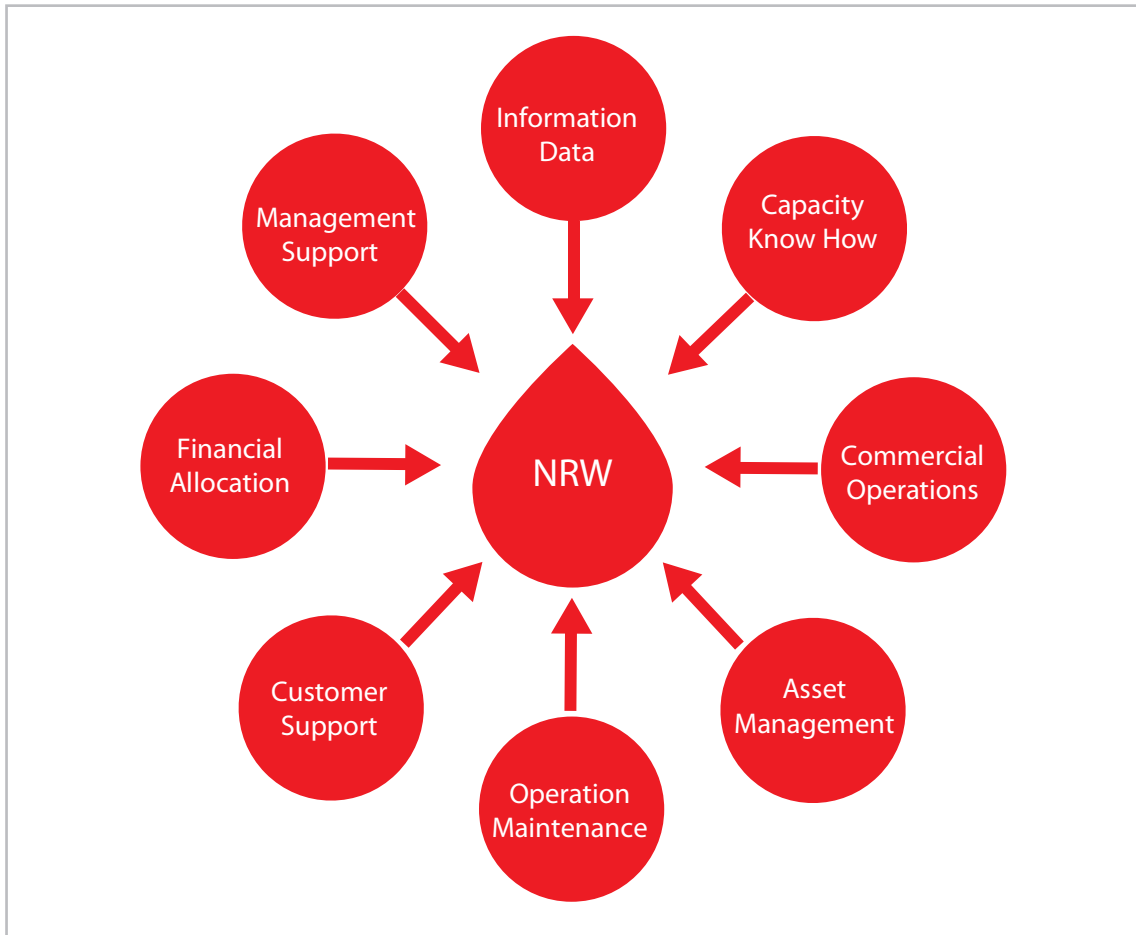 Information
Data
Capacity
Know How
Management
Support
NRW
Financial
Allocation
Commercial
Operations
Customer
Support
Asset
Management
Operation
Maintenance